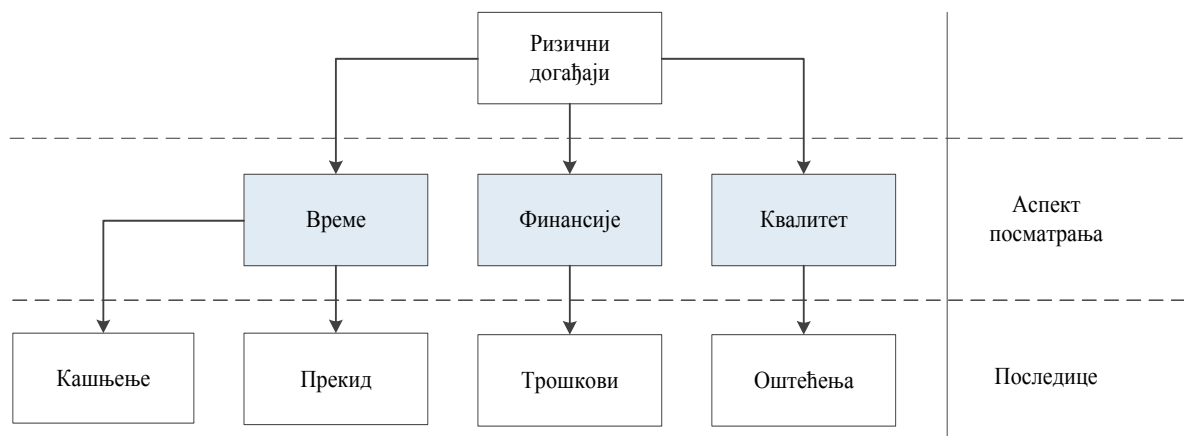 Ризични
догађаји
Време
Финансије
Квалитет
Аспект
посматрања
Кашњење
Прекид
Трошкови
Оштећења
Последице